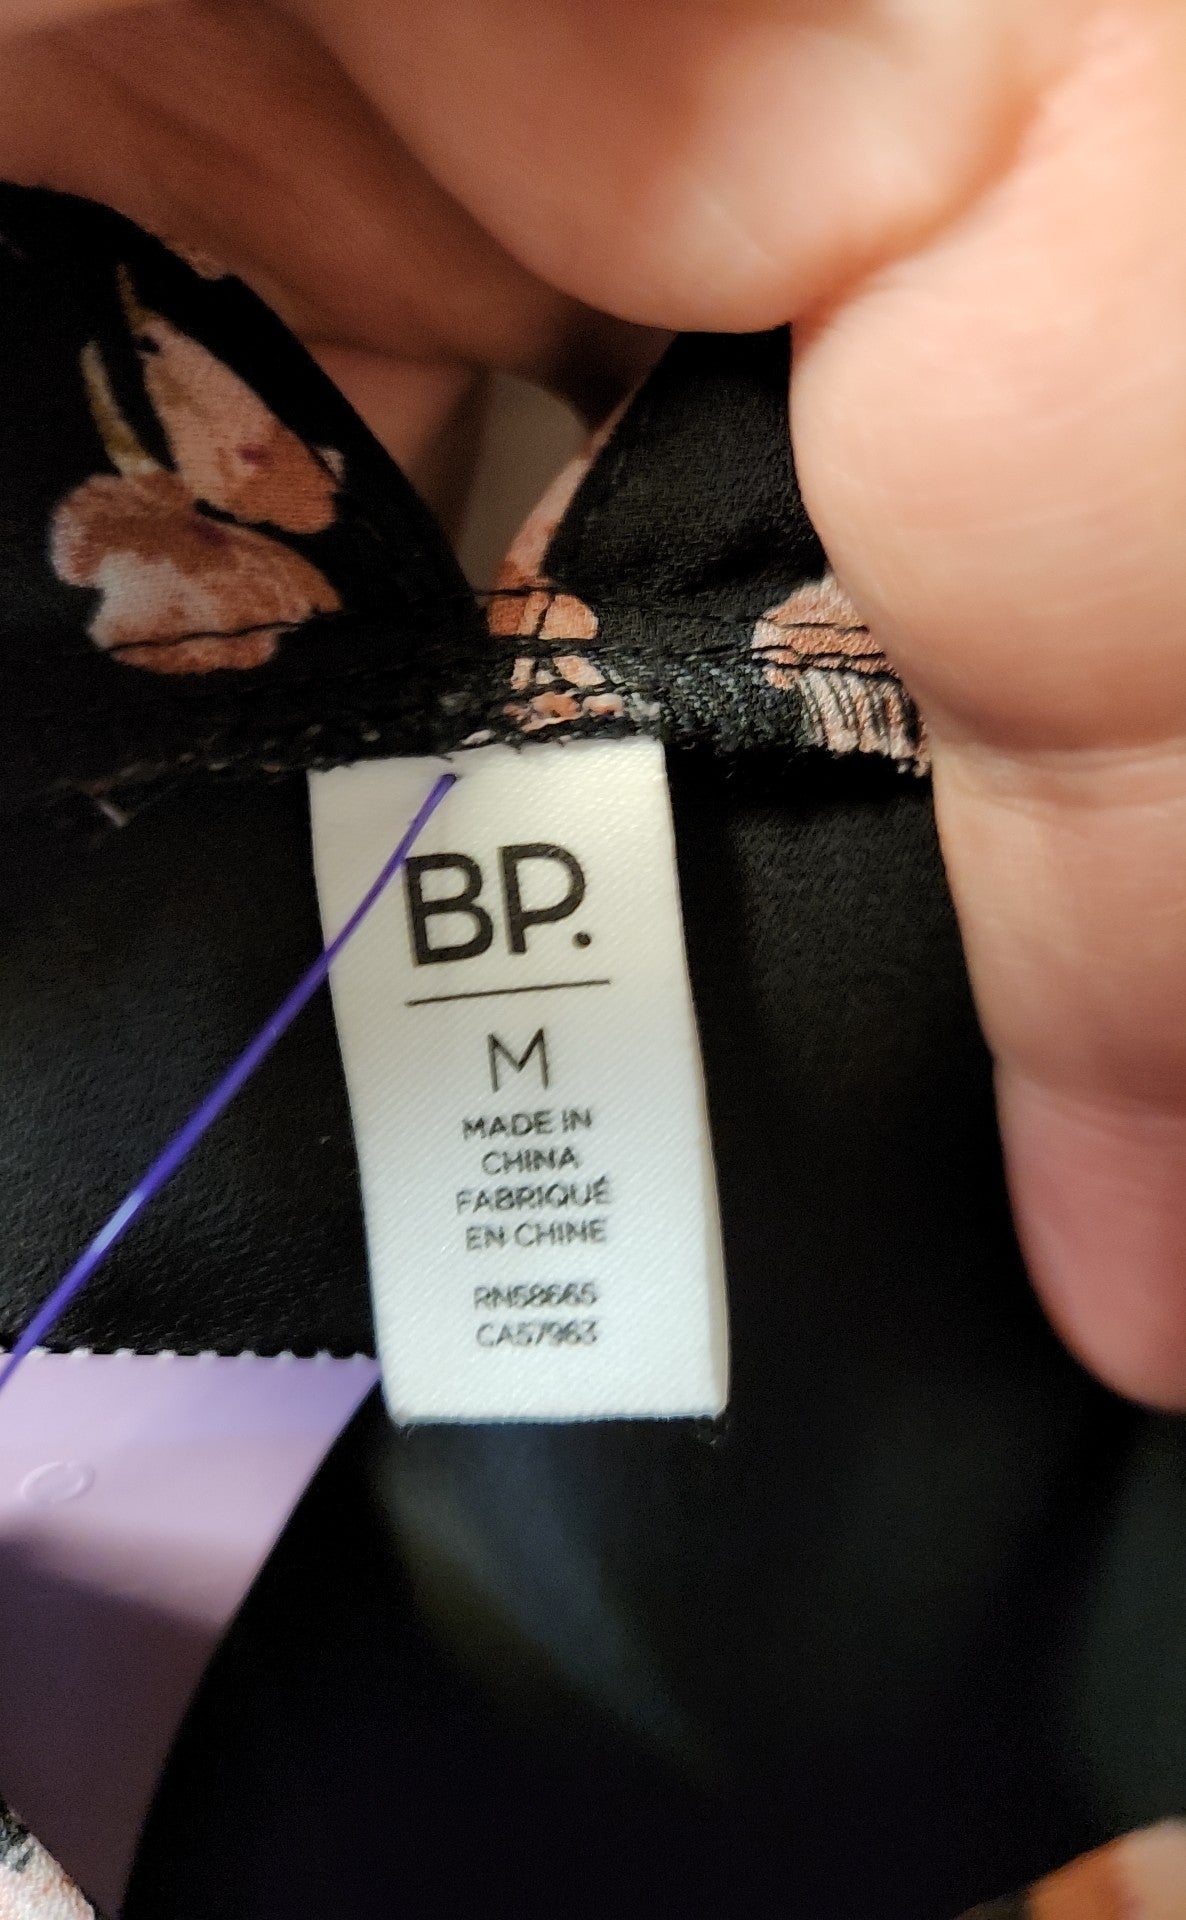 BP.
M
MADE IN
CHINA
FABRIQUÉ
EN CHINE
RN58665
CA57963